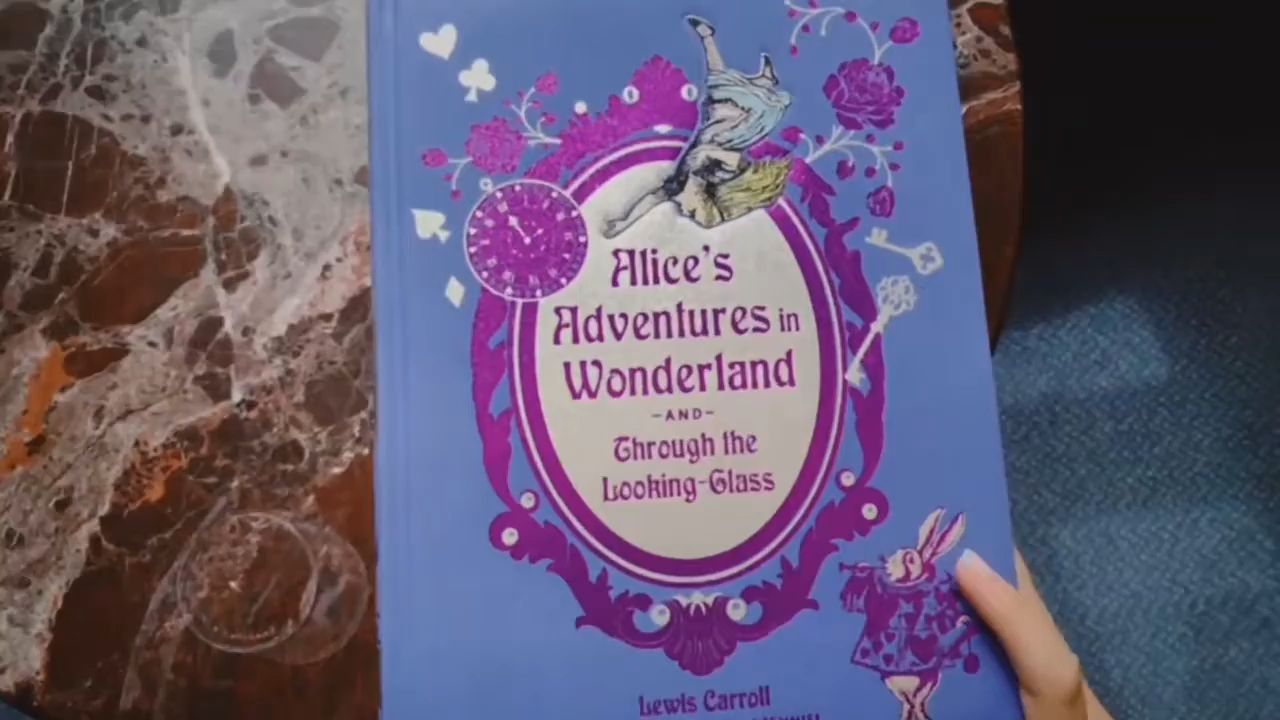 Alice's
Adventures in
Wonderland
-AND-
Through the
Looking-Glass
Lewis Carroll